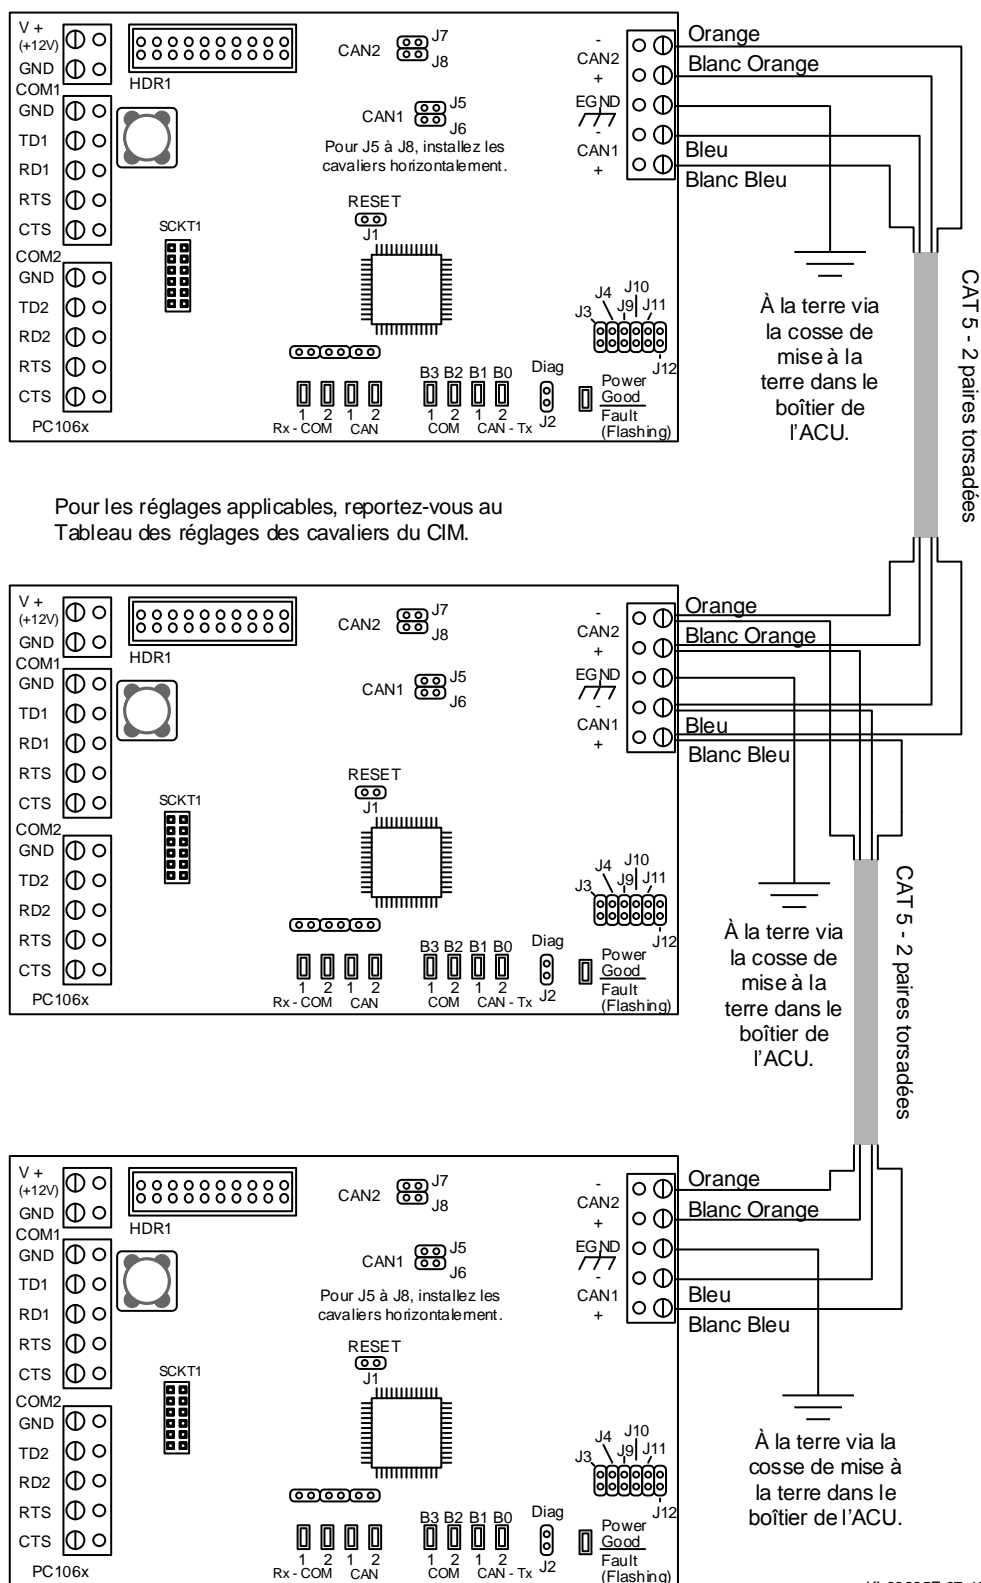 V +
(+12V)
GND
COM1
GND
TD1
RD1
RTS
CTS
COM2
GND
TD2
RD2
RTS
CTS
PC106x
HDR1
SCKT1
CAN2
J7
J8
CAN1
J5
J6
Pour J5 à J8, installez les
cavaliers horizontalement.
RESET
J1
J3
J4
J9
J10
J11
J12
B3 B2 B1 B0
1 2 1 2
Rx - COM CAN
COM CAN - Tx
Diag
J2
Power
Good
Fault
(Flashing)
-
CAN2
+
EGND
-
CAN1
+
Orange
Blanc Orange
Bleu
Blanc Bleu
À la terre via
la cosse de
mise à la
terre dans le
boîtier de
l'ACU.
CAT 5 - 2 paires torsadées
Pour les réglages applicables, reportez-vous au
Tableau des réglages des cavaliers du CIM.
V +
(+12V)
GND
COM1
GND
TD1
RD1
RTS
CTS
COM2
GND
TD2
RD2
RTS
CTS
PC106x
HDR1
SCKT1
CAN2
J7
J8
CAN1
J5
J6
RESET
J1
J3
J4
J9
J10
J11
J12
B3 B2 B1 B0
1 2 1 2
Rx - COM CAN
COM CAN - Tx
Diag
J2
Power
Good
Fault
(Flashing)
-
CAN2
+
EGND
-
CAN1
+
Orange
Blanc Orange
Bleu
Blanc Bleu
À la terre via
la cosse de
mise à la
terre dans le
boîtier de
l'ACU.
CAT 5 - 2 paires torsadées
V +
(+12V)
GND
COM1
GND
TD1
RD1
RTS
CTS
COM2
GND
TD2
RD2
RTS
CTS
PC106x
HDR1
SCKT1
CAN2
J7
J8
CAN1
J5
J6
Pour J5 à J8, installez les
cavaliers horizontalement.
RESET
J1
J3
J4
J9
J10
J11
J12
B3 B2 B1 B0
1 2 1 2
Rx - COM CAN
COM CAN - Tx
Diag
J2
Power
Good
Fault
(Flashing)
-
CAN2
+
EGND
-
CAN1
+
Orange
Blanc Orange
Bleu
Blanc Bleu
À la terre via la
cosse de mise à
la terre dans le
boîtier de l'ACU.